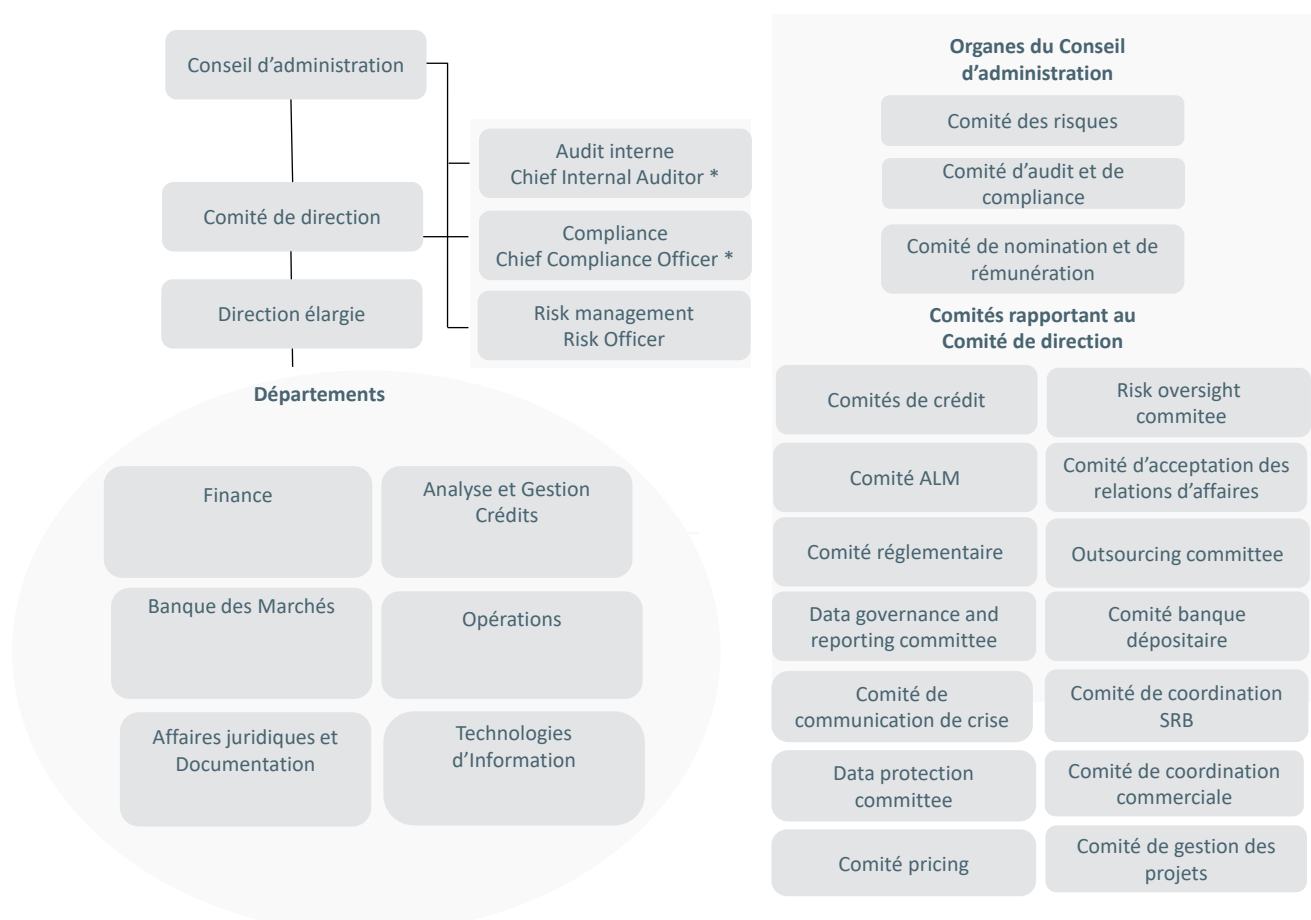 Conseil d’administration
Comité de direction
Direction élargie
Audit interne
Chief Internal Auditor *
Compliance
Chief Compliance Officer *
Risk management
Risk Officer
Départements
Finance
Analyse et Gestion
Crédits
Banque des Marchés
Opérations
Affaires juridiques et
Documentation
Technologies
d’Information
Organes du Conseil
d’administration
Comité des risques
Comité d’audit et de
compliance
Comité de nomination et de
rémunération
Comités rapportant au
Comité de direction
Comités de crédit
Risk oversight
commitee
Comité ALM
Comité d’acceptation des
relations d’affaires
Comité réglementaire
Outsourcing committee
Data governance and
reporting committee
Comité banque
dépositaire
Comité de
communication de crise
Comité de coordination
SRB
Data protection
committee
Comité de coordination
commerciale
Comité pricing
Comité de gestion des
projets